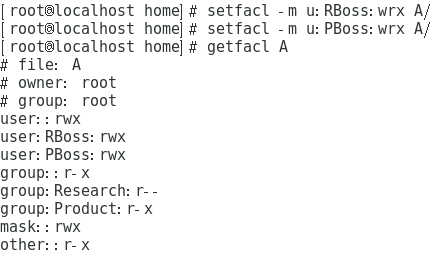 [root@localhost home]# setfacl -m u:RBoss:wrx A/
[root@localhost home]# setfacl -m u:PBoss:wrx A/
[root@localhost home]# getfacl A
# file: A
# owner: root
# group: root
user::rwx
user:RBoss:rwx
user:PBoss:rwx
group::r-x
group:Research:r--
group:Product:r-x
mask::rwx
other::r-x